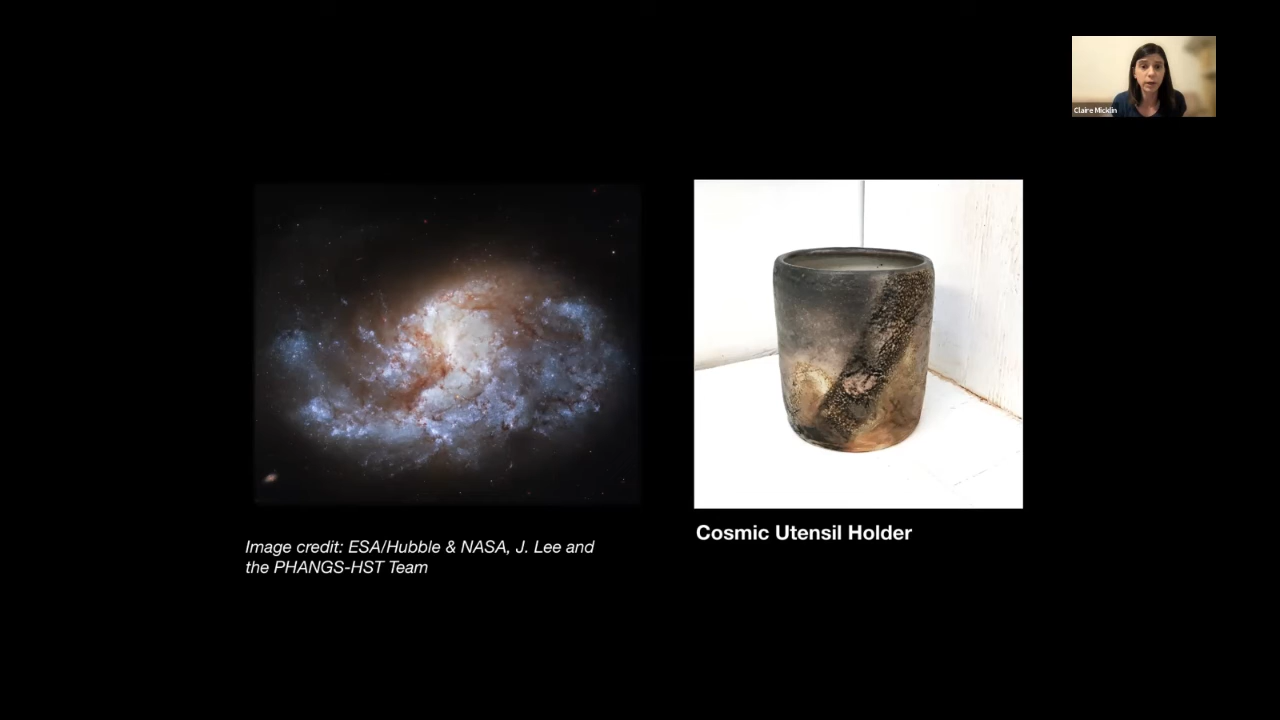 Claire Micklin
Image credit: ESA/Hubble & NASA, J. Lee and
the PHANGS-HST Team
Cosmic Utensil Holder